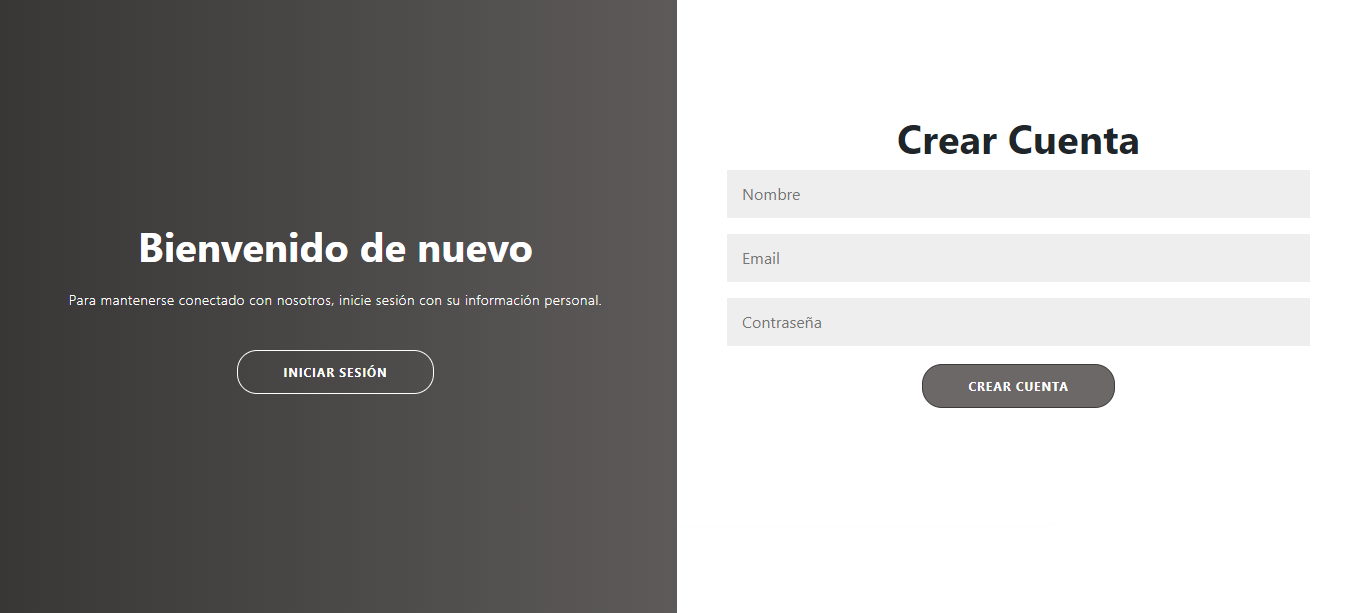 Bienvenido de nuevo
Para mantenerse conectado con nosotros, inicie sesión con su información personal.
INICIAR SESIÓN
Crear Cuenta
Nombre
Email
Contraseña
CREAR CUENTA